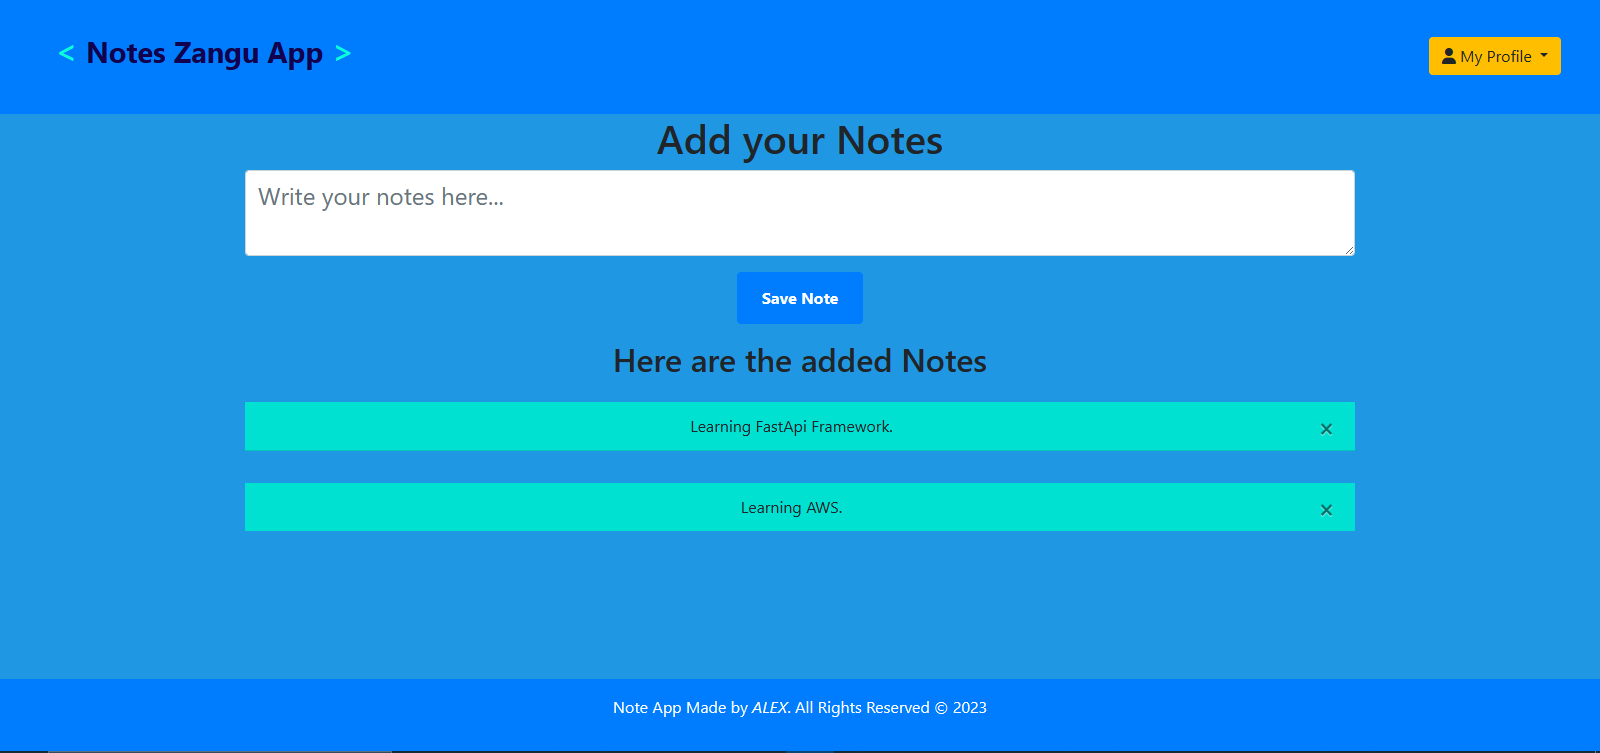 < Notes Zangu App >
My Profile
Add your Notes
Write your notes here...
Save Note
Here are the added Notes
Learning FastApi Framework.
×
Learning AWS.
×
Note App Made by ALEX. All Rights Reserved © 2023